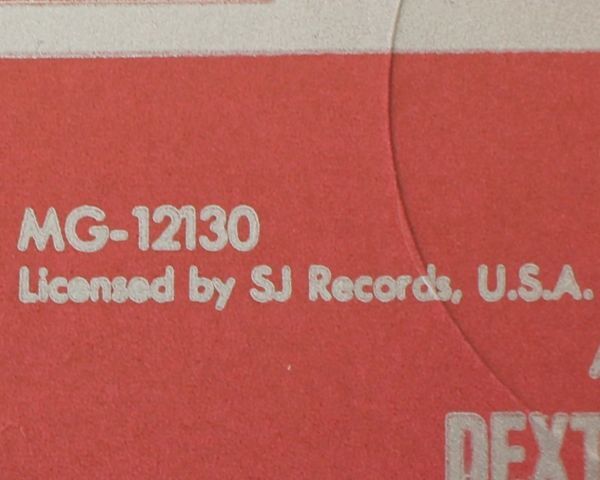 MG-12130
Licensed by SJ Records, U.S.A.
DEXT